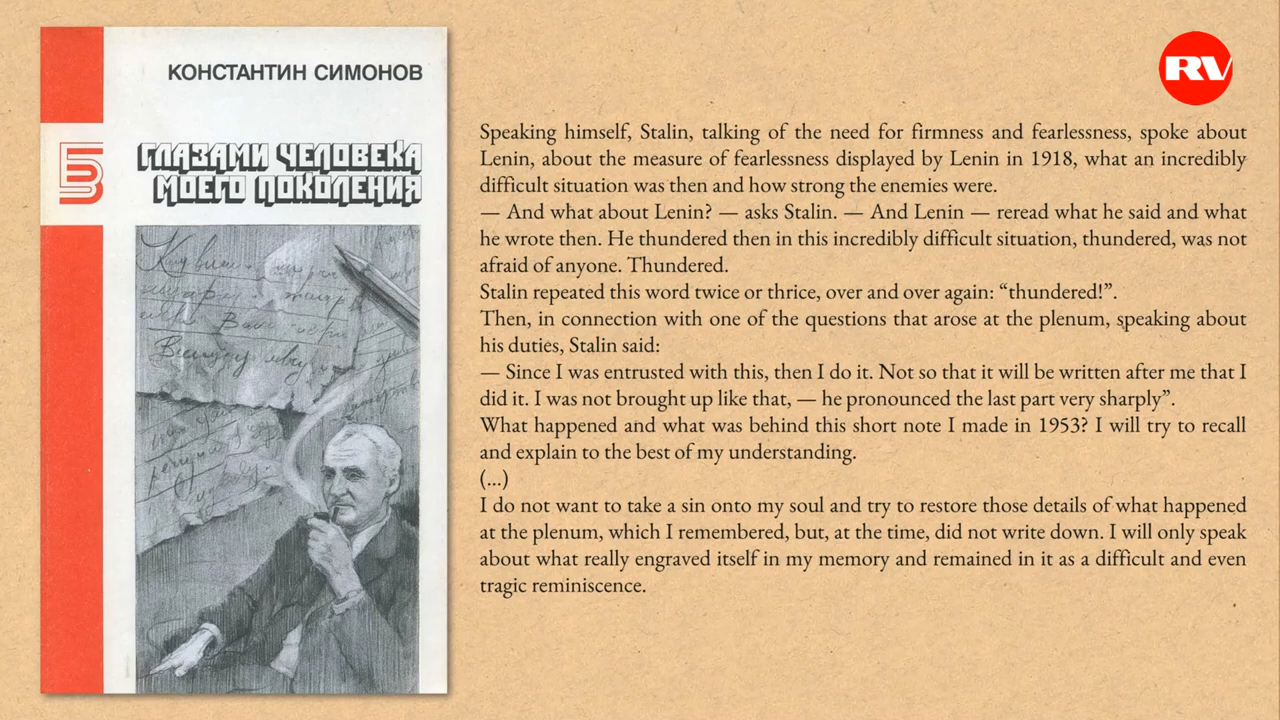 КОНСТАНТИН СИМОНОВ
ГЛАЗАМИ ЧЕЛОВЕКА
МОЕГО ПОКОЛЕНИЯ
RV
Speaking himself, Stalin, talking of the need for firmness and fearlessness, spoke about
Lenin, about the measure of fearlessness displayed by Lenin in 1918, what an incredibly
difficult situation was then and how strong the enemies were.
— And what about Lenin? — asks Stalin. — And Lenin — reread what he said and what
he wrote then. He thundered then in this incredibly difficult situation, thundered, was not
afraid of anyone. Thundered.
Stalin repeated this word twice or thrice, over and over again: “thundered!”.
Then, in connection with one of the questions that arose at the plenum, speaking about
his duties, Stalin said:
— Since I was entrusted with this, then I do it. Not so that it will be written after me that I
did it. I was not brought up like that, — he pronounced the last part very sharply”.
What happened and what was behind this short note I made in 1953? I will try to recall
and explain to the best of my understanding.
(...)
I do not want to take a sin onto my soul and try to restore those details of what happened
at the plenum, which I remembered, but, at the time, did not write down. I will only speak
about what really engraved itself in my memory and remained in it as a difficult and even
tragic reminiscence.